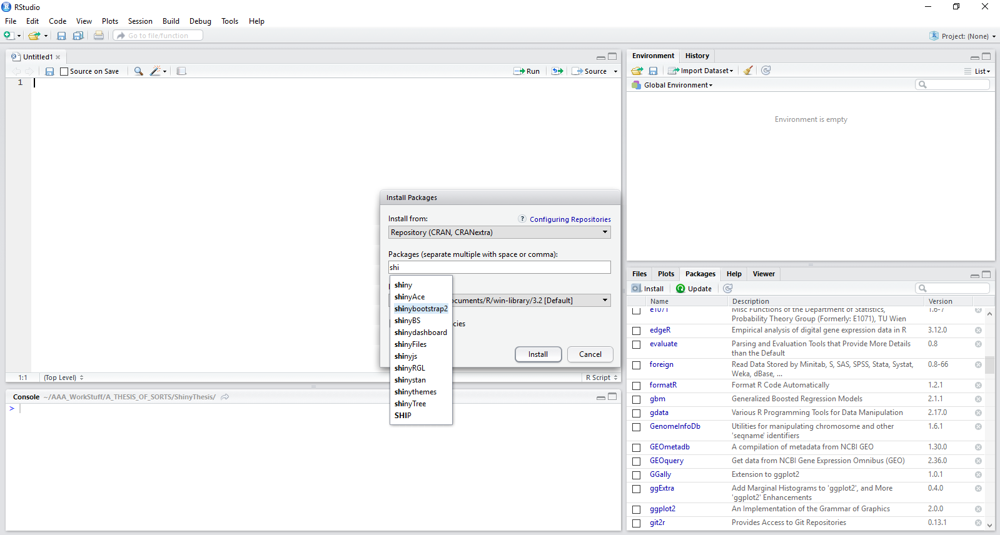 RStudio
File Edit Code View Plots Session Build Debug Tools Help
Go to file/function
Project: (None)
Untitled1
Source on Save
Run
Source
1
1:1
(Top Level)
R Script
Console ~/AAA_WorkStuff/A_THESIS_OF_SORTS/ShinyThesis/
>
Install Packages
Install from:
? Configuring Repositories
Repository (CRAN, CRANextra)
Packages (separate multiple with space or comma):
shi
shiny
shinyAce
shinybootstrap2
shinyBS
shinydashboard
shinyFiles
shinyjs
shinyRGL
shinystan
shinythemes
shinyTree
SHIP
ocuments/R/win-library/3.2 [Default]
cies
Install
Cancel
Environment History
Import Dataset
List
Global Environment
Environment is empty
Files Plots Packages Help Viewer
Install Update
Name Description Version
e1071 Misc Functions of the Department of Statistics, 1.6-7
Probability Theory Group (Formerly: E1071), TU Wien
edgeR Empirical analysis of digital gene expression data in R 3.12.0
evaluate Parsing and Evaluation Tools that Provide More Details 0.8
than the Default
foreign Read Data Stored by Minitab, S, SAS, SPSS, Stata, Systat, 0.8-66
Weka, dBase, ...
formatR Format R Code Automatically 1.2.1
gbm Generalized Boosted Regression Models 2.1.1
gdata Various R Programming Tools for Data Manipulation 2.17.0
GenomeInfoDb Utilities for manipulating chromosome and other 1.6.1
'seqname' identifiers
GEOmetadb A compilation of metadata from NCBI GEO 1.30.0
GEOquery Get data from NCBI Gene Expression Omnibus (GEO) 2.36.0
GGally Extension to ggplot2 1.0.1
ggExtra Add Marginal Histograms to 'ggplot2', and More 0.4.0
'ggplot2' Enhancements
ggplot2 An Implementation of the Grammar of Graphics 2.0.0
git2r Provides Access to Git Repositories 0.13.1